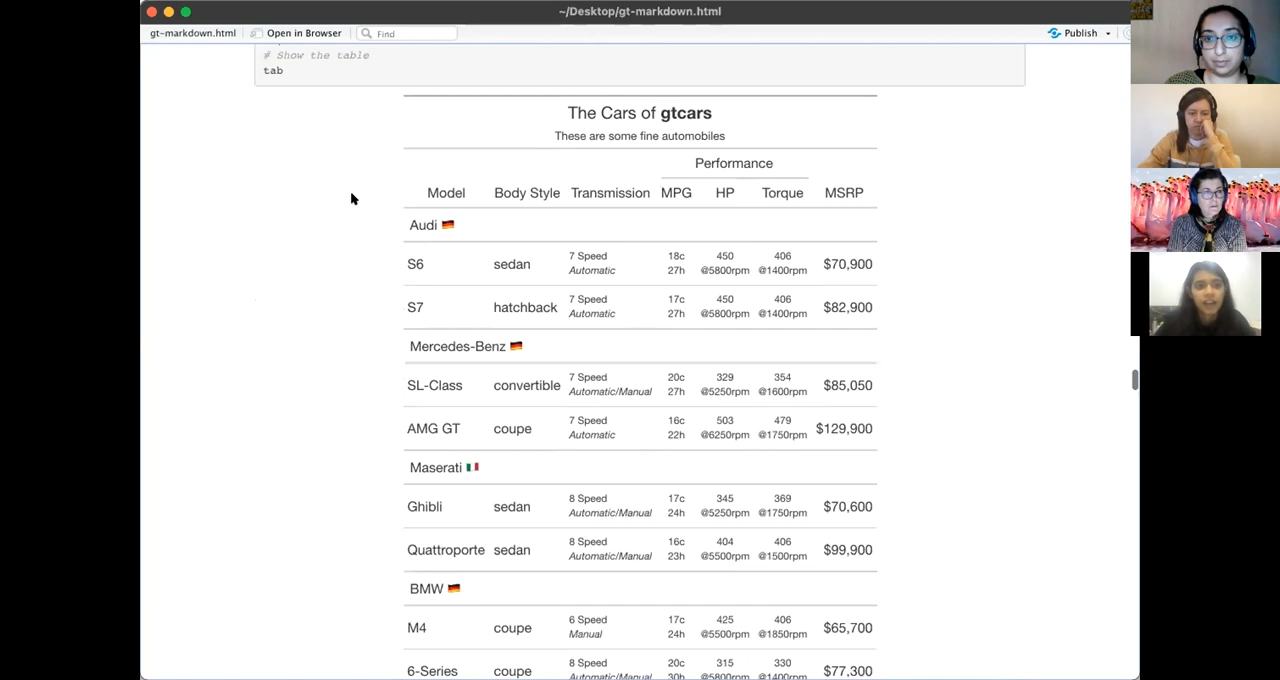 ~/Desktop/gt-markdown.html
gt-markdown.html Open in Browser Find Publish
# Show the table
tab
The Cars of gtcars
These are some fine automobiles
Performance
Model Body Style Transmission MPG HP Torque MSRP
Audi
S6 sedan 7 Speed Automatic 18c 27h 450 @5800rpm 406 @1400rpm $70,900
S7 hatchback 7 Speed Automatic 17c 27h 450 @5800rpm 406 @1400rpm $82,900
Mercedes-Benz
SL-Class convertible 7 Speed Automatic/Manual 20c 27h 329 @5250rpm 354 @1600rpm $85,050
AMG GT coupe 7 Speed Automatic 16c 22h 503 @6250rpm 479 @1750rpm $129,900
Maserati
Ghibli sedan 8 Speed Automatic/Manual 17c 24h 345 @5250rpm 369 @1750rpm $70,600
Quattroporte sedan 8 Speed Automatic/Manual 16c 23h 404 @5500rpm 406 @1500rpm $99,900
BMW
M4 coupe 6 Speed Manual 17c 24h 425 @5500rpm 406 @1850rpm $65,700
6-Series coupe 8 Speed Automatic/Manual 20c 30h 315 @5800rpm 330 @1400rpm $77,300